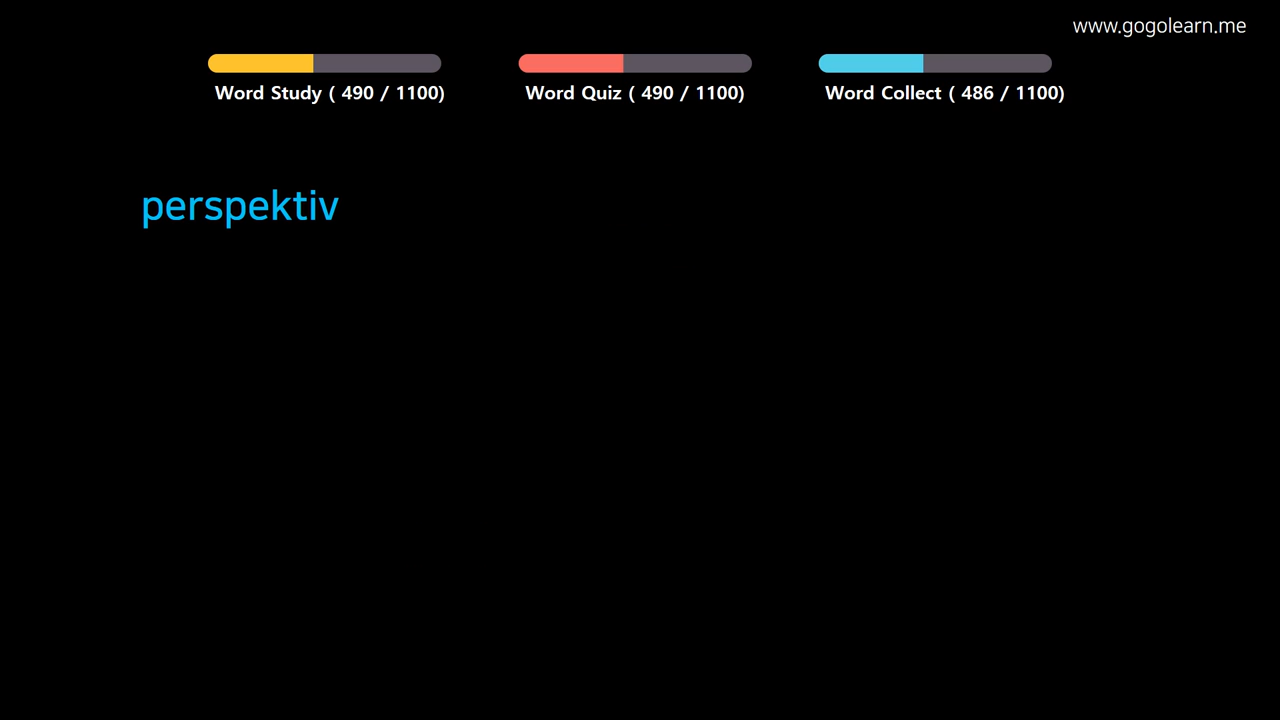 www.gogolearn.me
Word Study ( 490 / 1100)
Word Quiz ( 490 / 1100)
Word Collect ( 486 / 1100)
perspektiv